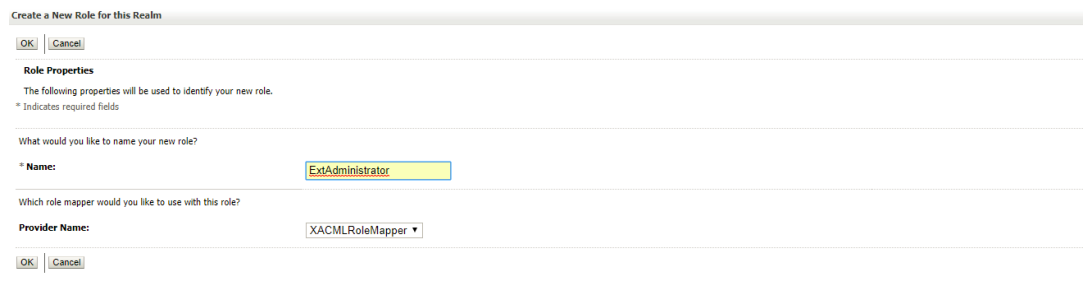 Create a New Role for this Realm
OK Cancel
Role Properties
The following properties will be used to identify your new role.
* Indicates required fields
What would you like to name your new role?
* Name: ExtAdministrator
Which role mapper would you like to use with this role?
Provider Name: XACMLRoleMapper
OK Cancel